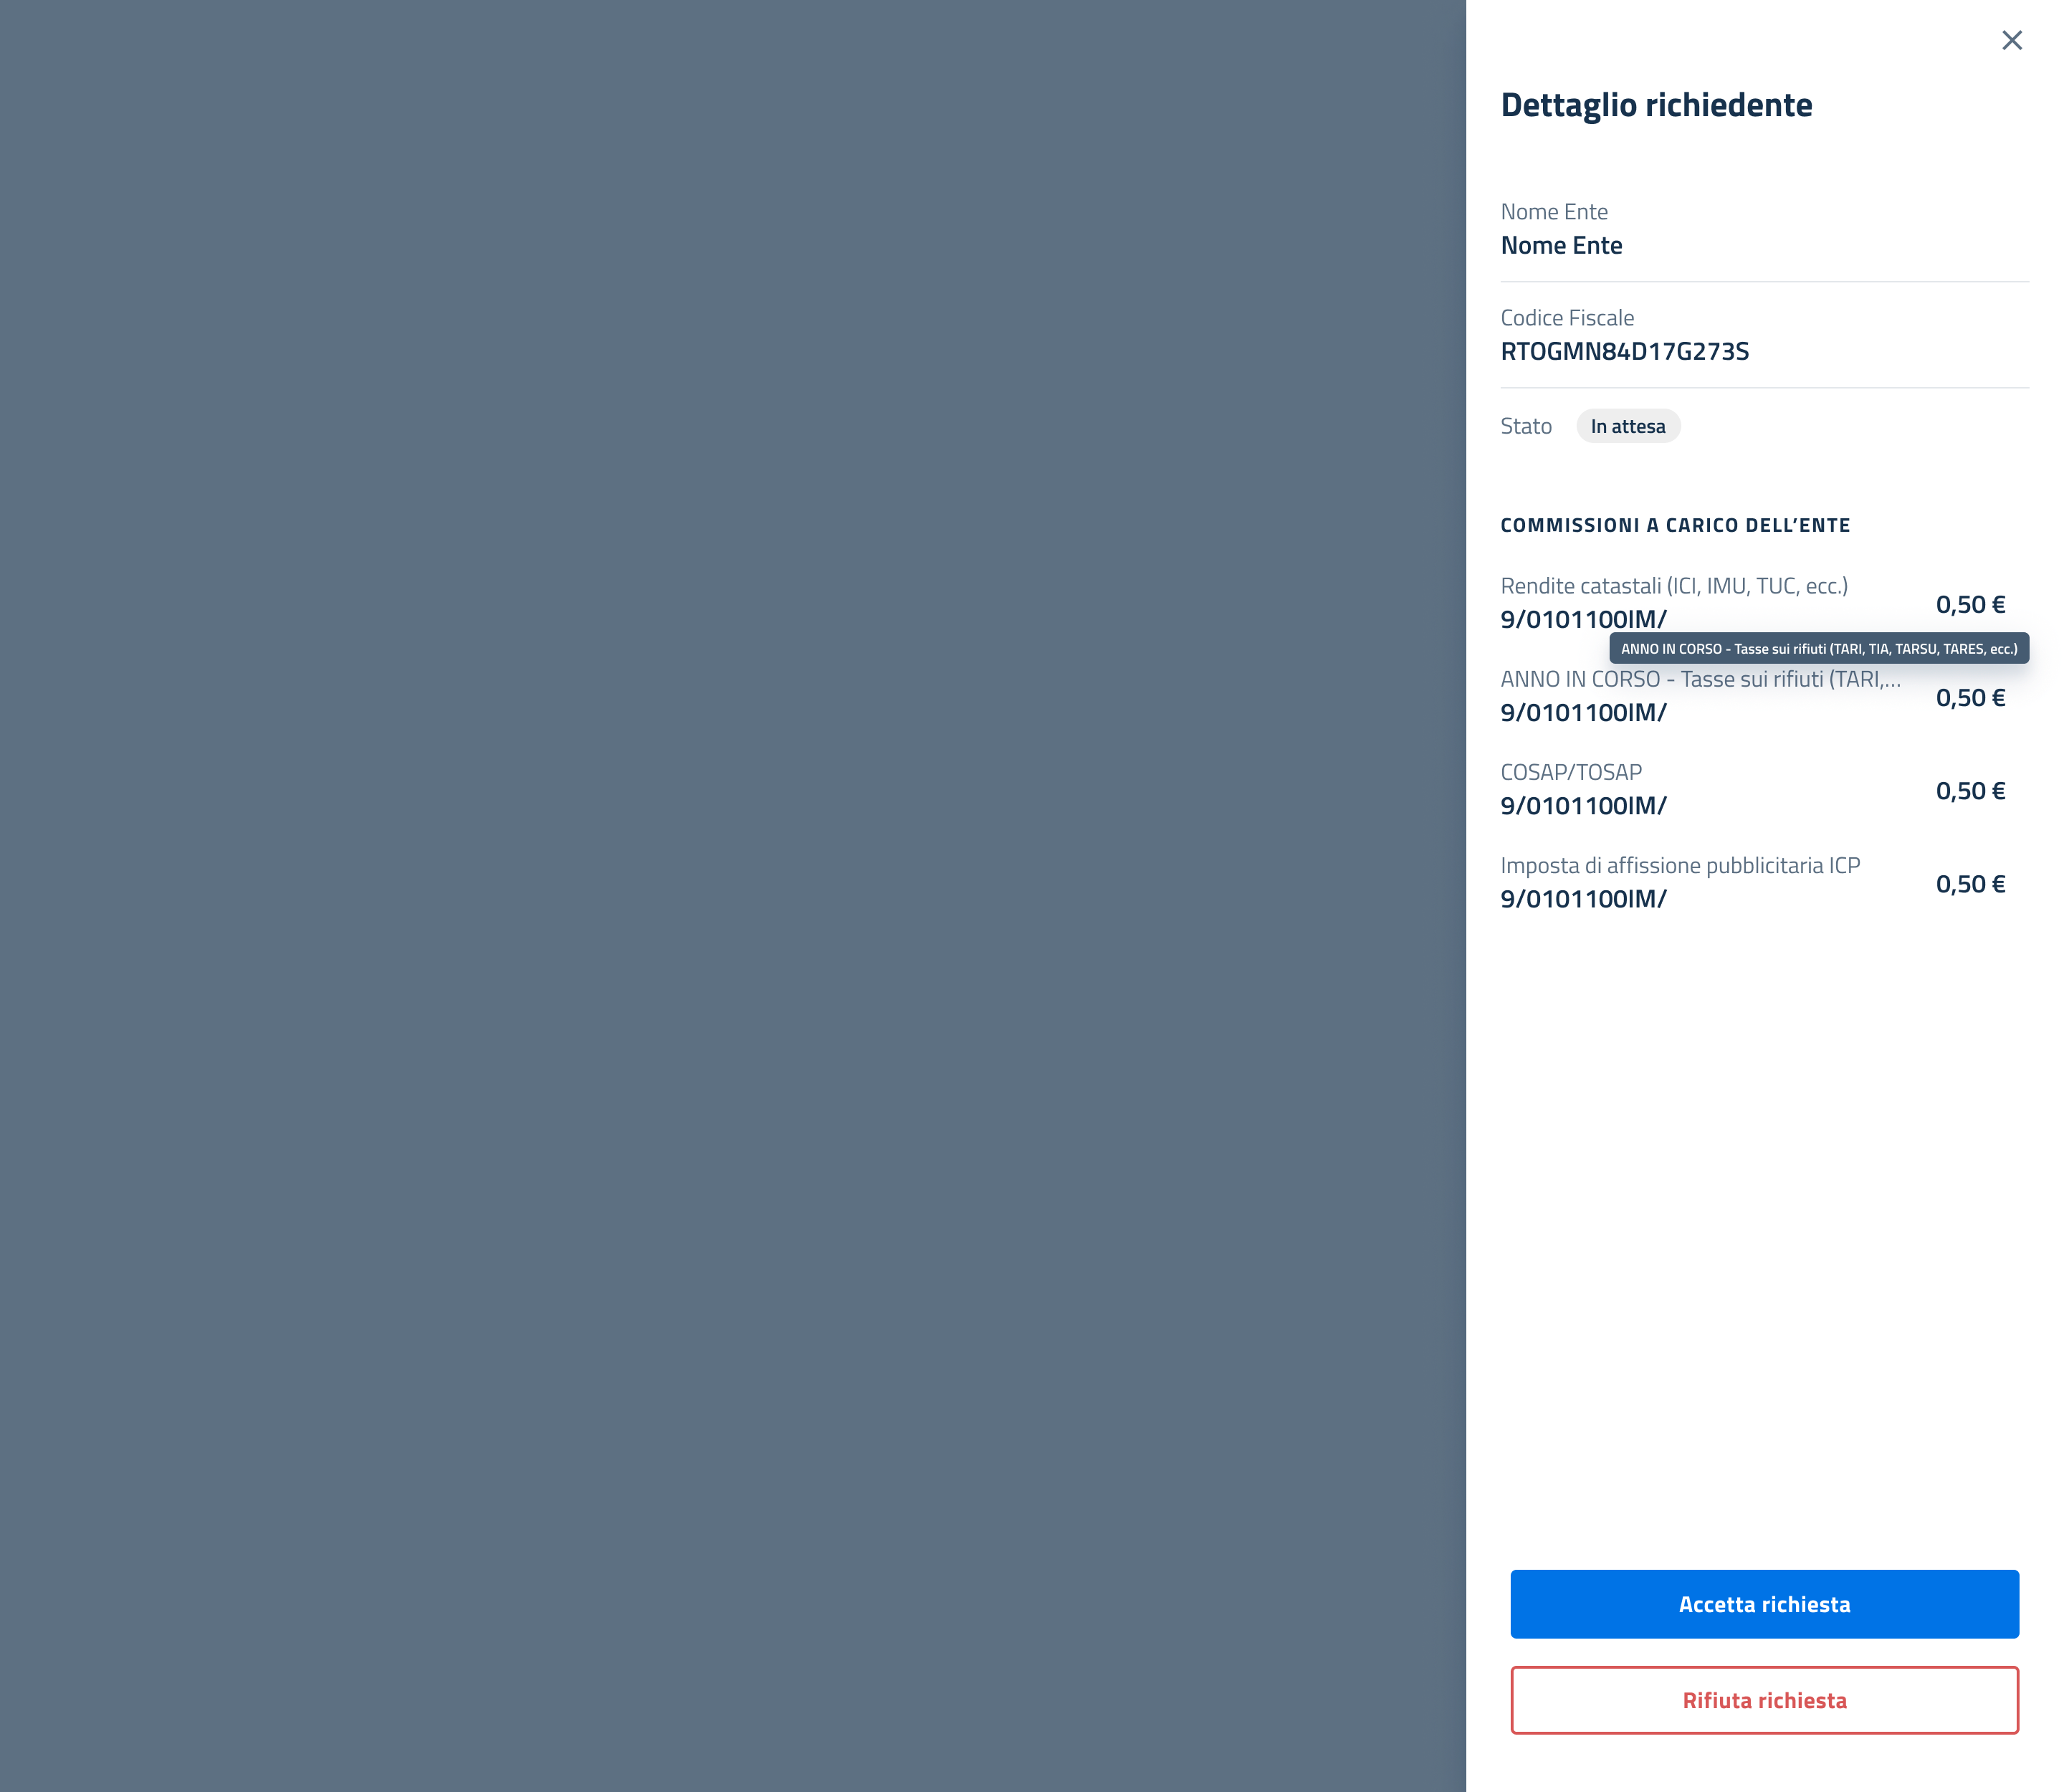 Dettaglio richiedente
Nome Ente
Nome Ente
Codice Fiscale
RTOGMN84D17G273S
Stato In attesa
COMMISSIONI A CARICO DELL’ENTE
Rendite catastali (ICI, IMU, TUC, ecc.)
9/0101100IM/
0,50 €
ANNO IN CORSO - Tasse sui rifiuti (TARI, TIA, TARSU, TARES, ecc.)
ANNO IN CORSO - Tasse sui rifiuti (TARI,...
9/0101100IM/
0,50 €
COSAP/TOSAP
9/0101100IM/
0,50 €
Imposta di affissione pubblicitaria ICP
9/0101100IM/
0,50 €
Accetta richiesta
Rifiuta richiesta